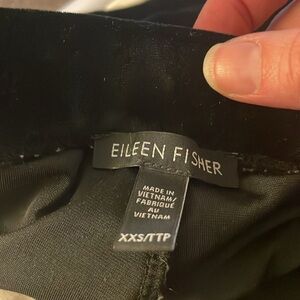 EILEEN FISHER
MADE IN
VIETNAM/
FABRIQUÉ
AU
VIETNAM
XXS/TTP